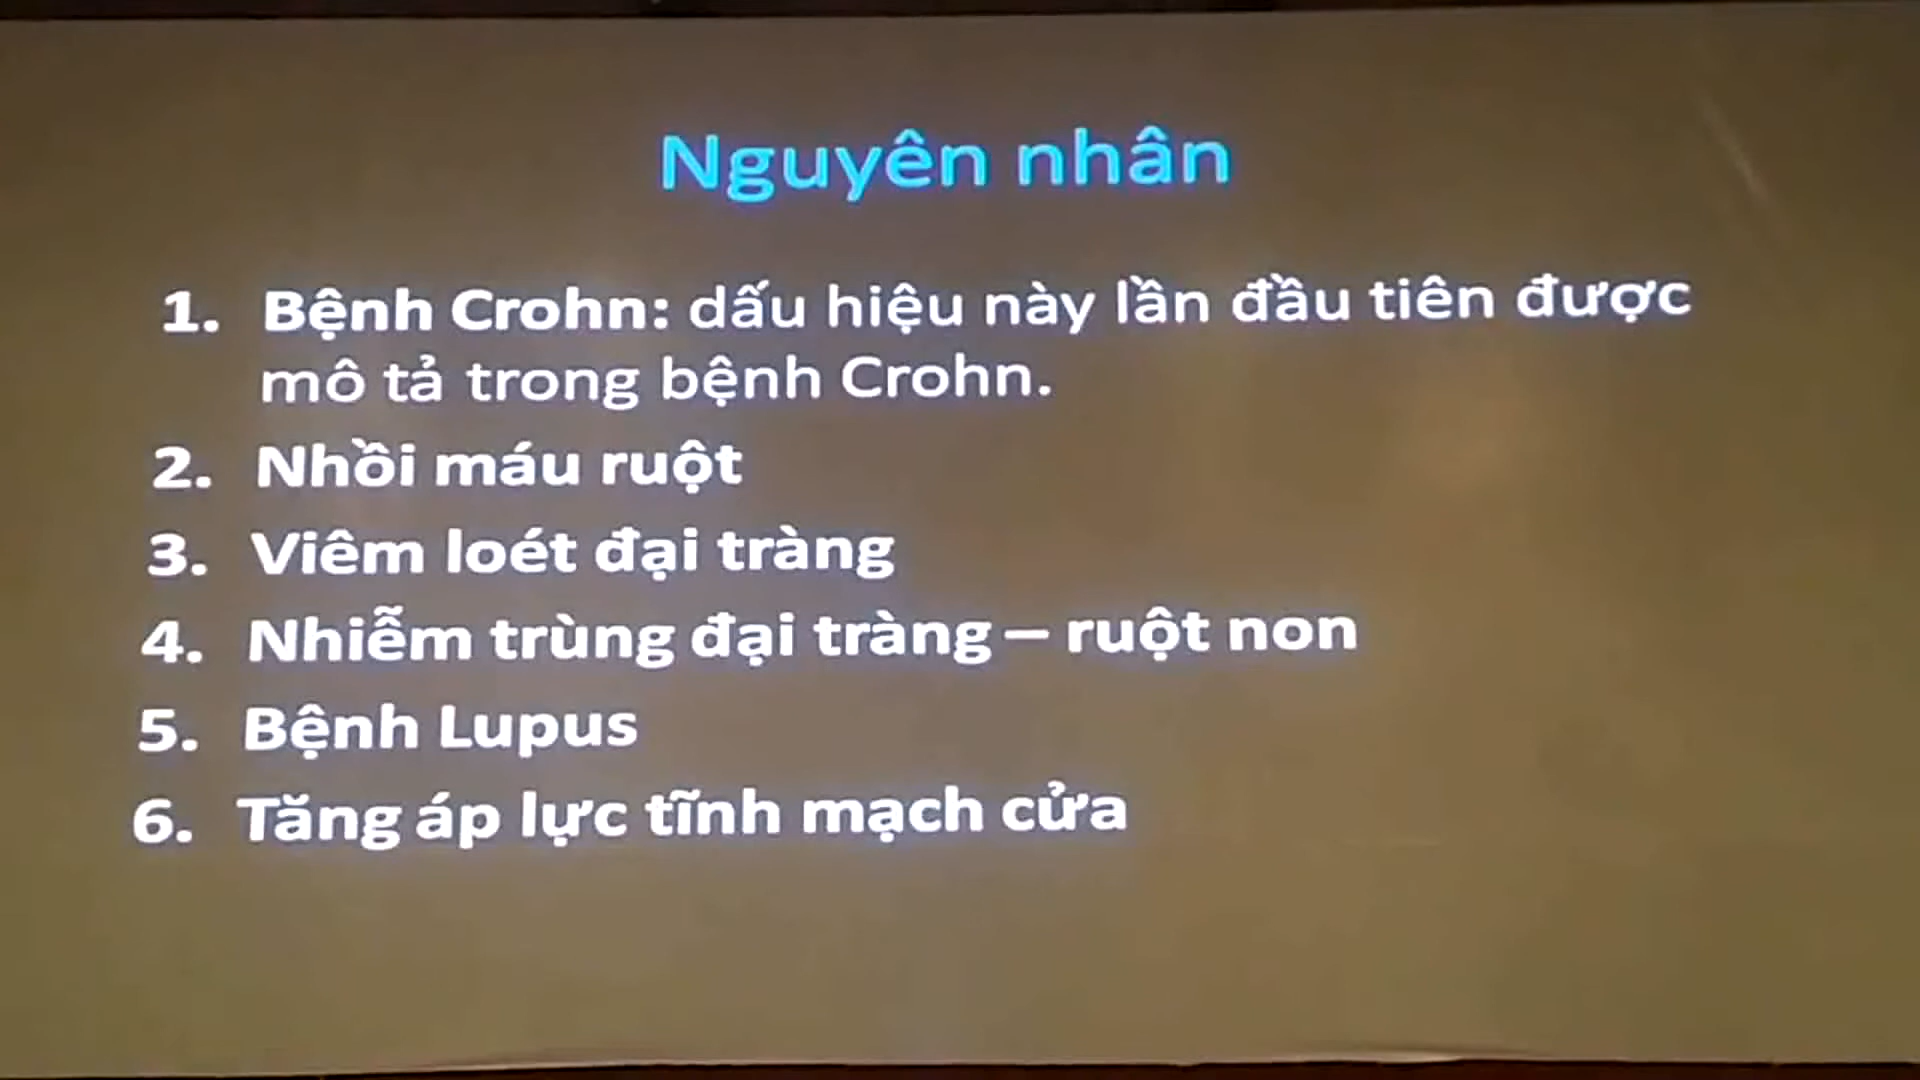 Nguyên nhân
1. Bệnh Crohn: dấu hiệu này lần đầu tiên được
mô tả trong bệnh Crohn.
2. Nhồi máu ruột
3. Viêm loét đại tràng
4. Nhiễm trùng đại tràng – ruột non
5. Bệnh Lupus
6. Tăng áp lực tĩnh mạch cửa